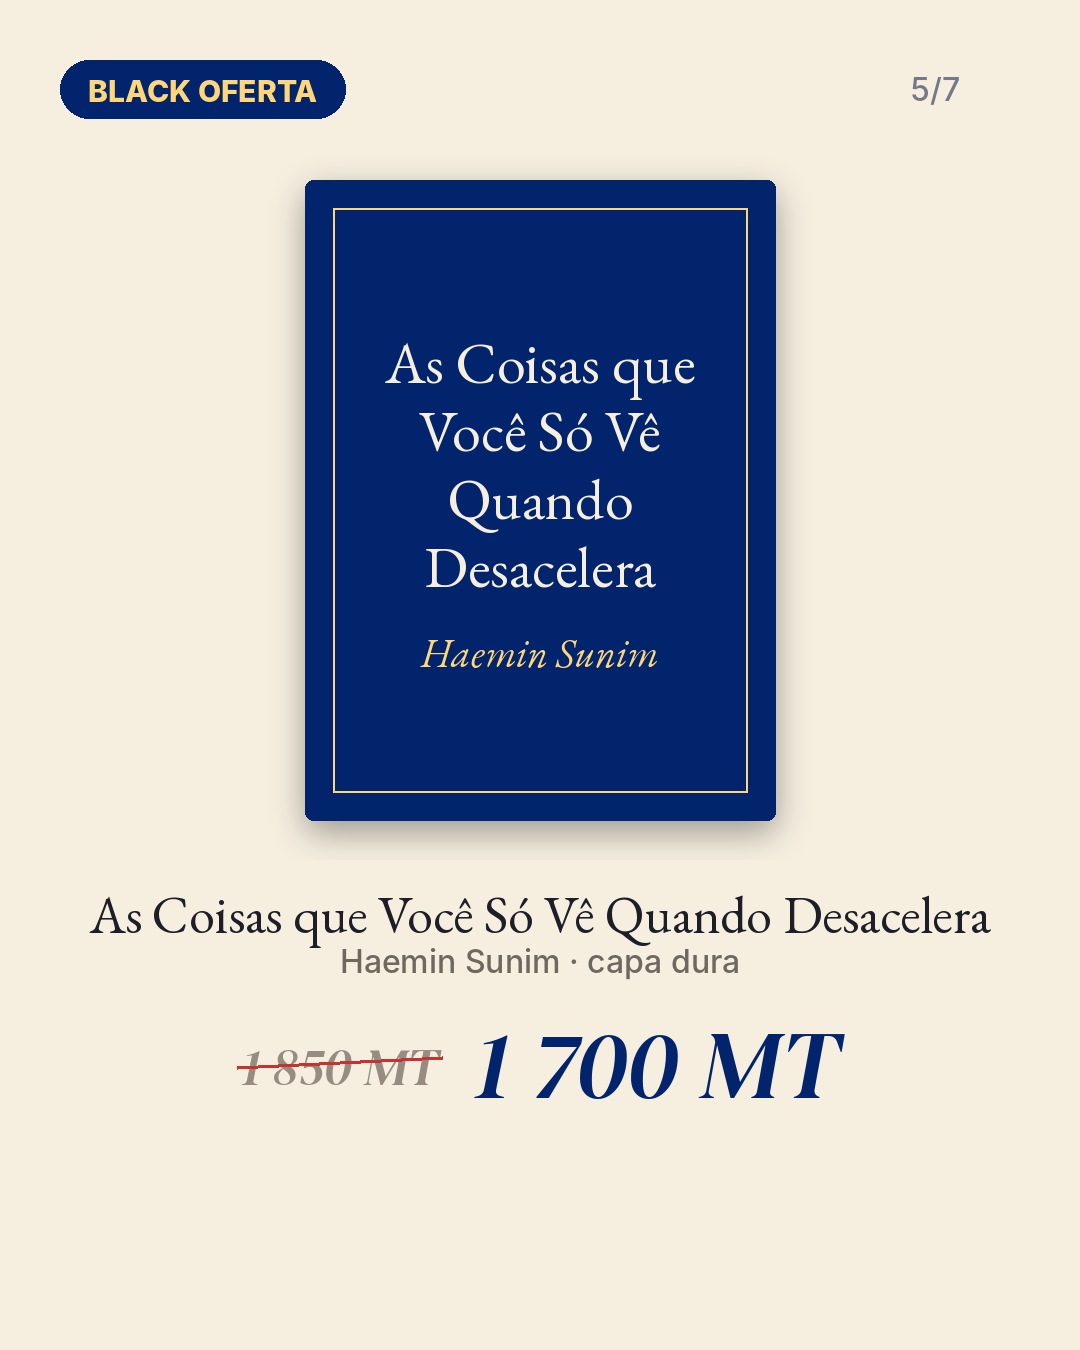 BLACK OFERTA
5/7
As Coisas que
Você Só Vê
Quando
Desacelera
Haemin Sunim
As Coisas que Você Só Vê Quando Desacelera
Haemin Sunim · capa dura
1 850 MT 1 700 MT